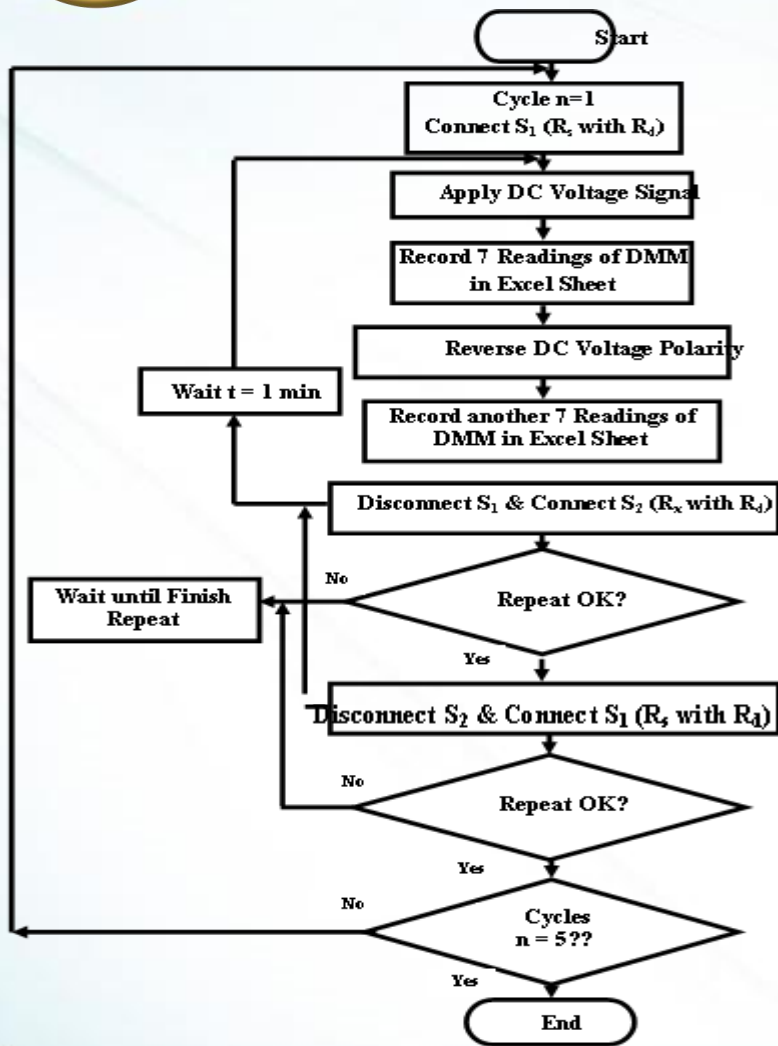 Start
Cycle n=1
Connect S₁ (Rₛ with R_d)
Apply DC Voltage Signal
Record 7 Readings of DMM
in Excel Sheet
Reverse DC Voltage Polarity
Wait t = 1 min
Record another 7 Readings of
DMM in Excel Sheet
Disconnect S₁ & Connect S₂ (Rₓ with R_d)
No
Wait until Finish
Repeat
Repeat OK?
Yes
Disconnect S₂ & Connect S₁ (Rₛ with R_d)
No
Repeat OK?
Yes
No
Cycles
n = 5??
Yes
End